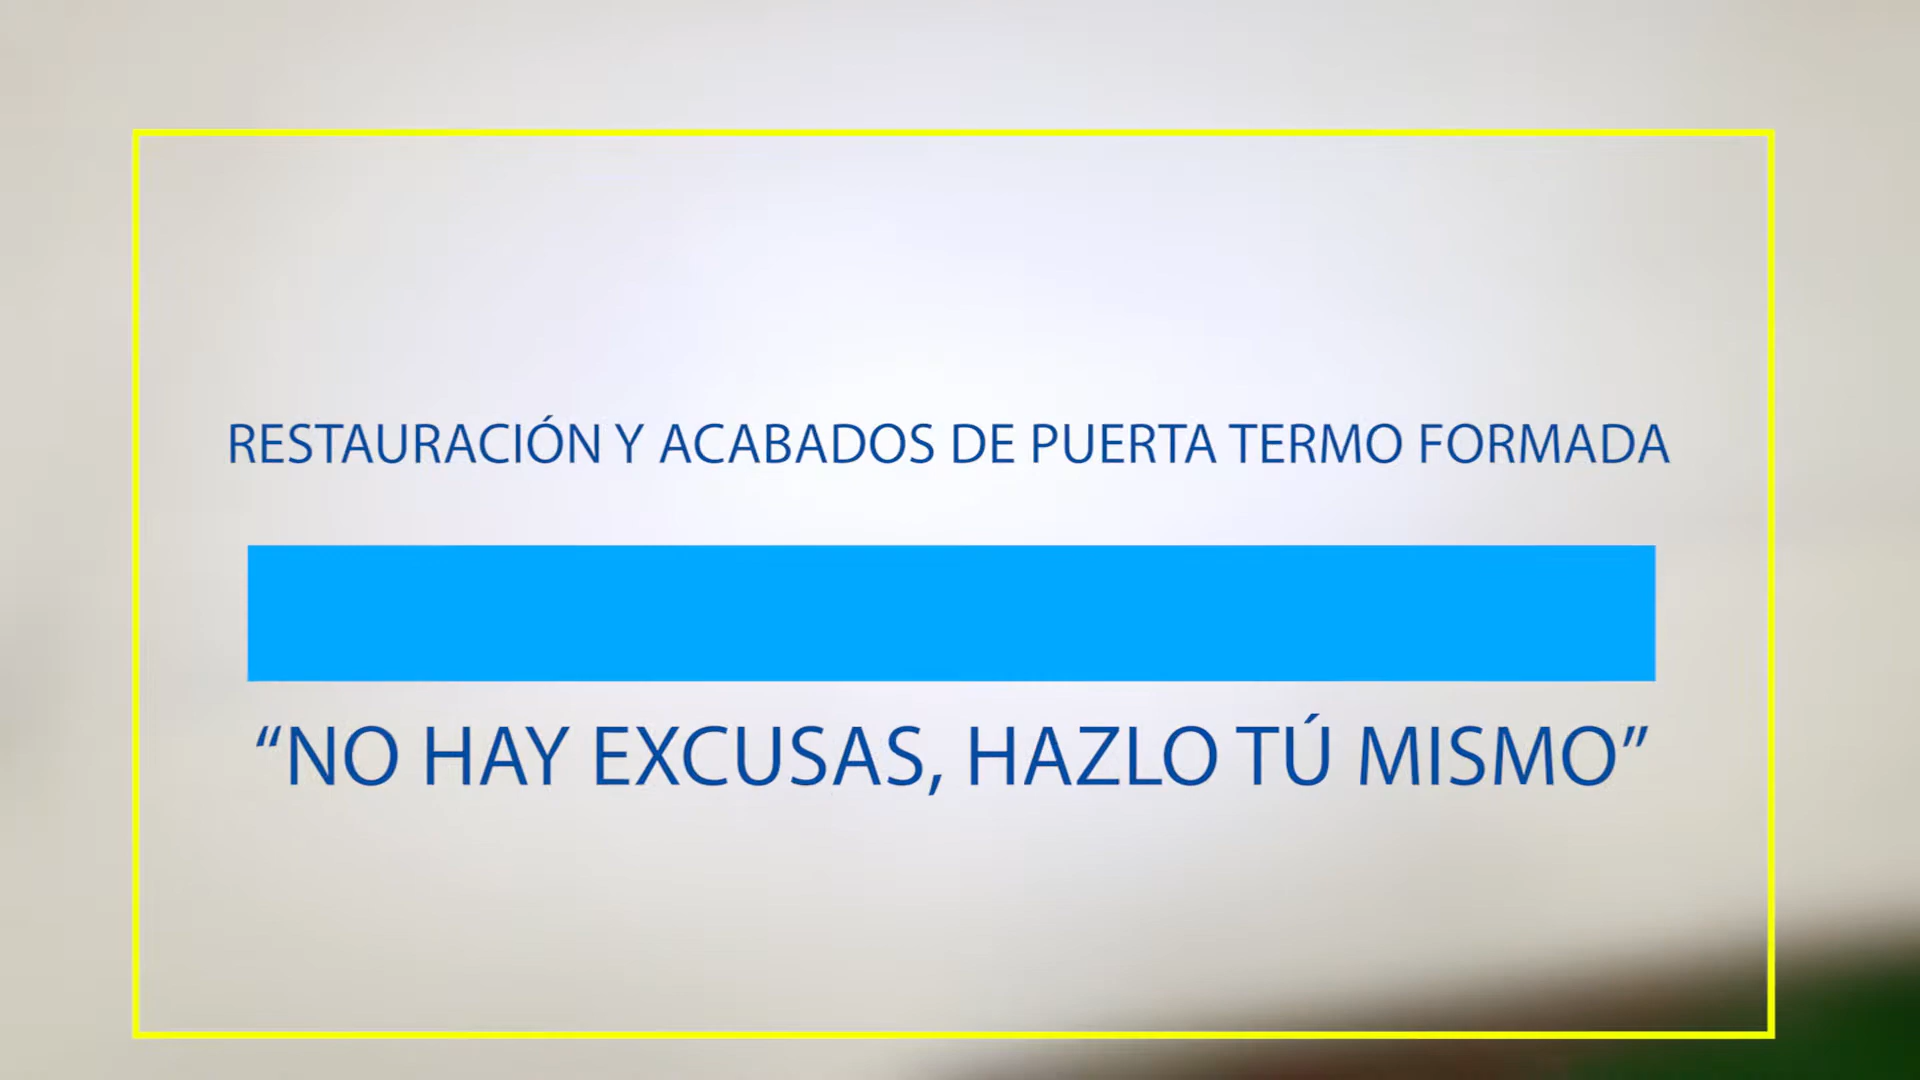 RESTAURACIÓN Y ACABADOS DE PUERTA TERMO FORMADA
“NO HAY EXCUSAS, HAZLO TÚ MISMO”